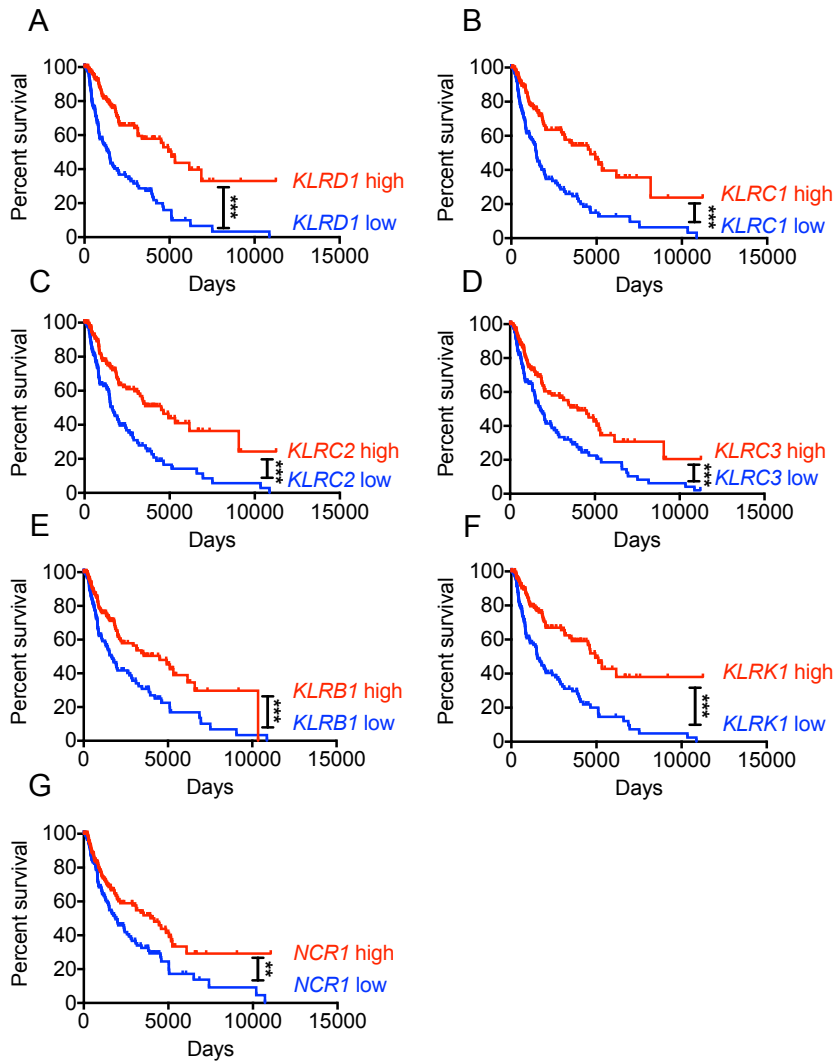 A
Percent survival
100
80
60
40
20
0
KLRD1 high
***
KLRD1 low
0 5000 10000 15000
Days
B
Percent survival
100
80
60
40
20
0
KLRC1 high
***
KLRC1 low
0 5000 10000 15000
Days
C
Percent survival
100
80
60
40
20
0
KLRC2 high
***
KLRC2 low
0 5000 10000 15000
Days
D
Percent survival
100
80
60
40
20
0
KLRC3 high
***
KLRC3 low
0 5000 10000 15000
Days
E
Percent survival
100
80
60
40
20
0
KLRB1 high
***
KLRB1 low
0 5000 10000 15000
Days
F
Percent survival
100
80
60
40
20
0
KLRK1 high
***
KLRK1 low
0 5000 10000 15000
Days
G
Percent survival
100
80
60
40
20
0
NCR1 high
**
NCR1 low
0 5000 10000 15000
Days